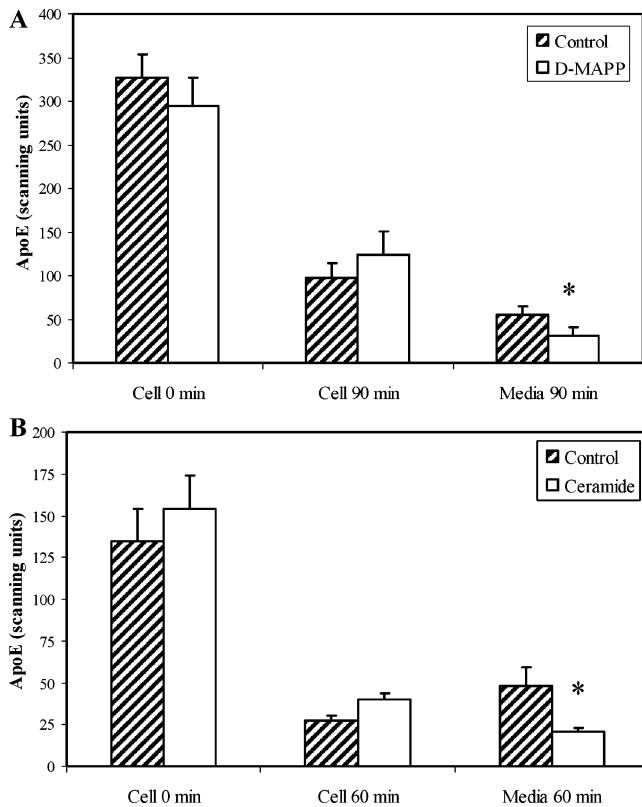 A
400
350
300
250
200
150
100
50
0
ApoE (scanning units)
Control
D-MAPP
*
Cell 0 min
Cell 90 min
Media 90 min
B
200
175
150
125
100
75
50
25
0
ApoE (scanning units)
Control
Ceramide
*
Cell 0 min
Cell 60 min
Media 60 min